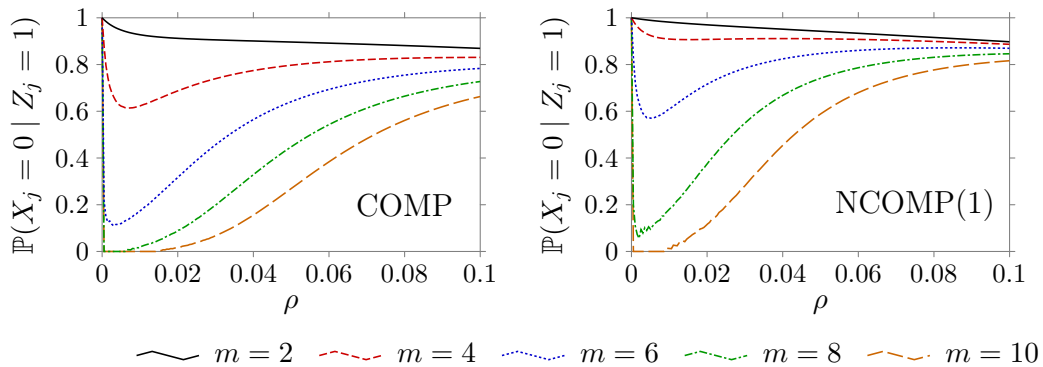 ℙ(X_j = 0 | Z_j = 1)
1
0.8
0.6
0.4
0.2
0
0 0.02 0.04 0.06 0.08 0.1
ρ
COMP
ℙ(X_j = 0 | Z_j = 1)
1
0.8
0.6
0.4
0.2
0
0 0.02 0.04 0.06 0.08 0.1
ρ
NCOMP(1)
m = 2 m = 4 m = 6 m = 8 m = 10